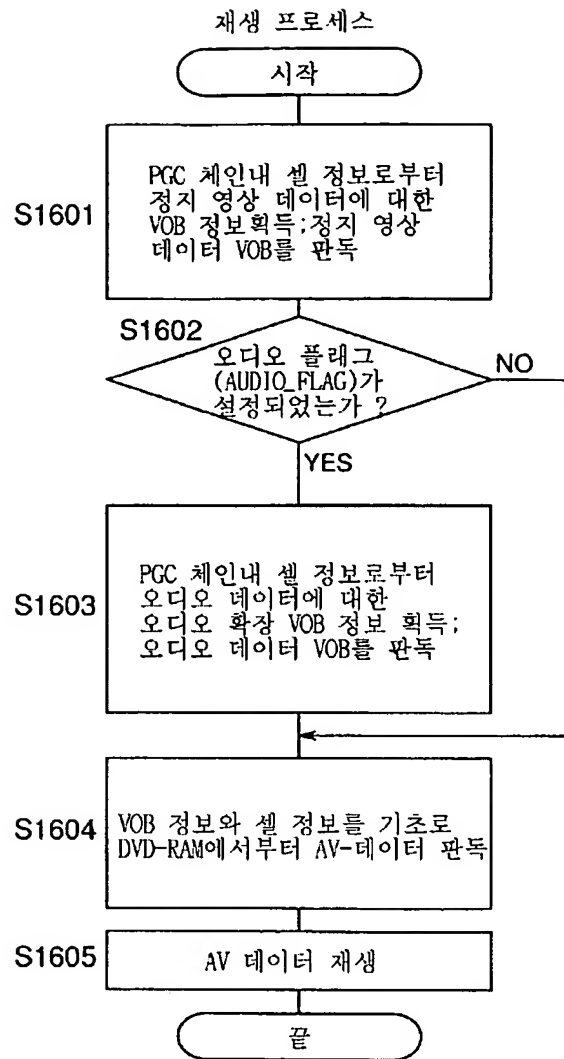 재생 프로세스
시작
S1601
PGC 체인내 셀 정보로부터
정지 영상 데이터에 대한
VOB 정보획득;정지 영상
데이터 VOB를 판독
S1602
오디오 플래그
(AUDIO_FLAG)가
설정되었는가 ?
NO
YES
S1603
PGC 체인내 셀 정보로부터
오디오 데이터에 대한
오디오 확장 VOB 정보 획득;
오디오 데이터 VOB를 판독
S1604
VOB 정보와 셀 정보를 기초로
DVD-RAM에서부터 AV-데이터 판독
S1605
AV 데이터 재생
끝